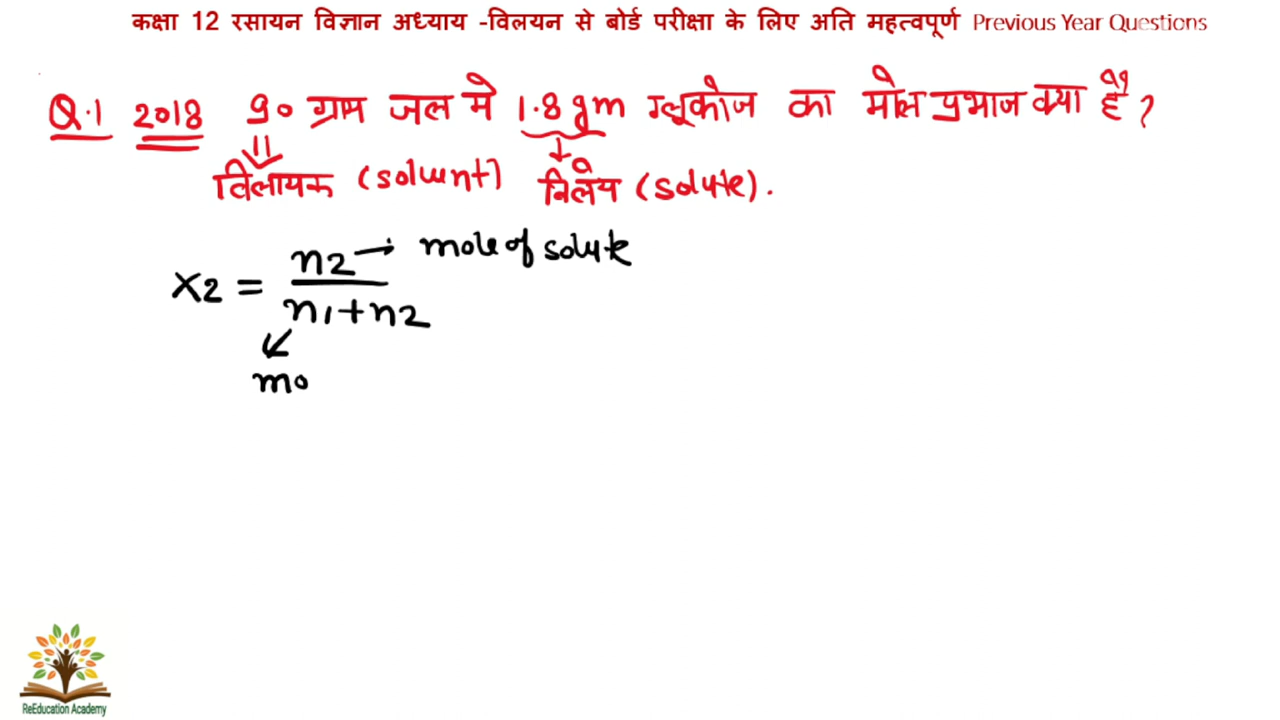 कक्षा 12 रसायन विज्ञान अध्याय -विलयन से बोर्ड परीक्षा के लिए अति महत्वपूर्ण Previous Year Questions
Q.1 2018 90 ग्राम जल मे 1.8 gm ग्लूकोज का मोल प्रभाज क्या है?
विलायक (solvent) विलेय (solute).
x2 = n2/n1+n2 → mole of solute
mo
ReEducation Academy